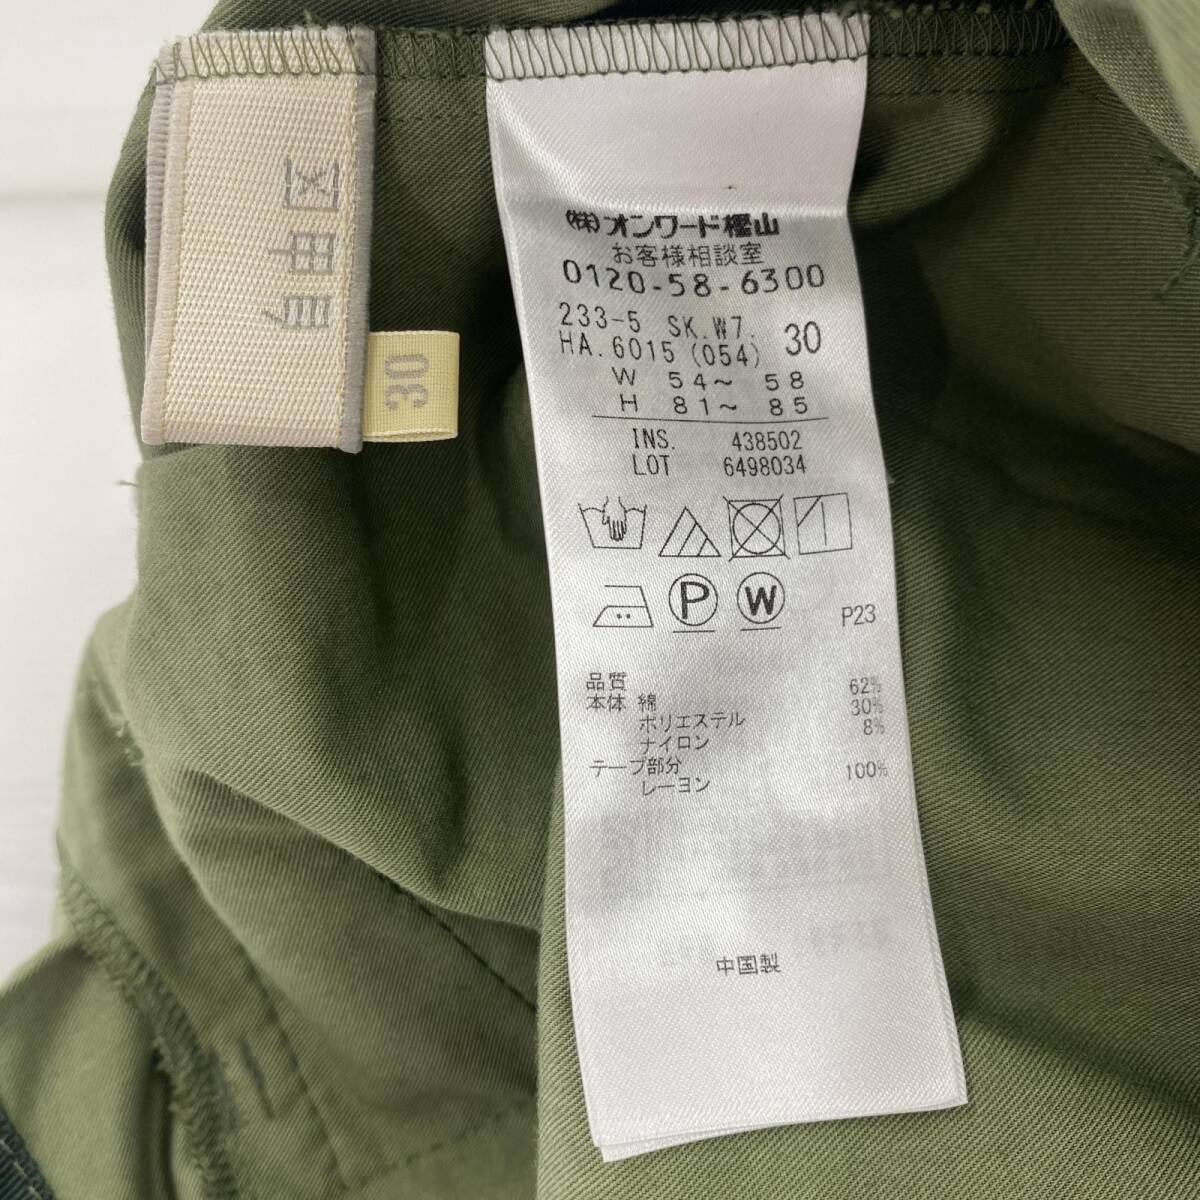 区
申
30
㈱オンワード樫山
お客様相談室
0120-58-6300
233-5 SK.W7.
HA.6015 (054) 30
W 54～ 58
H 81～ 85
INS. 438502
LOT 6498034
P W
P23
品質
本体 綿 62%
ポリエステル 30%
ナイロン 8%
テープ部分
レーヨン 100%
中国製